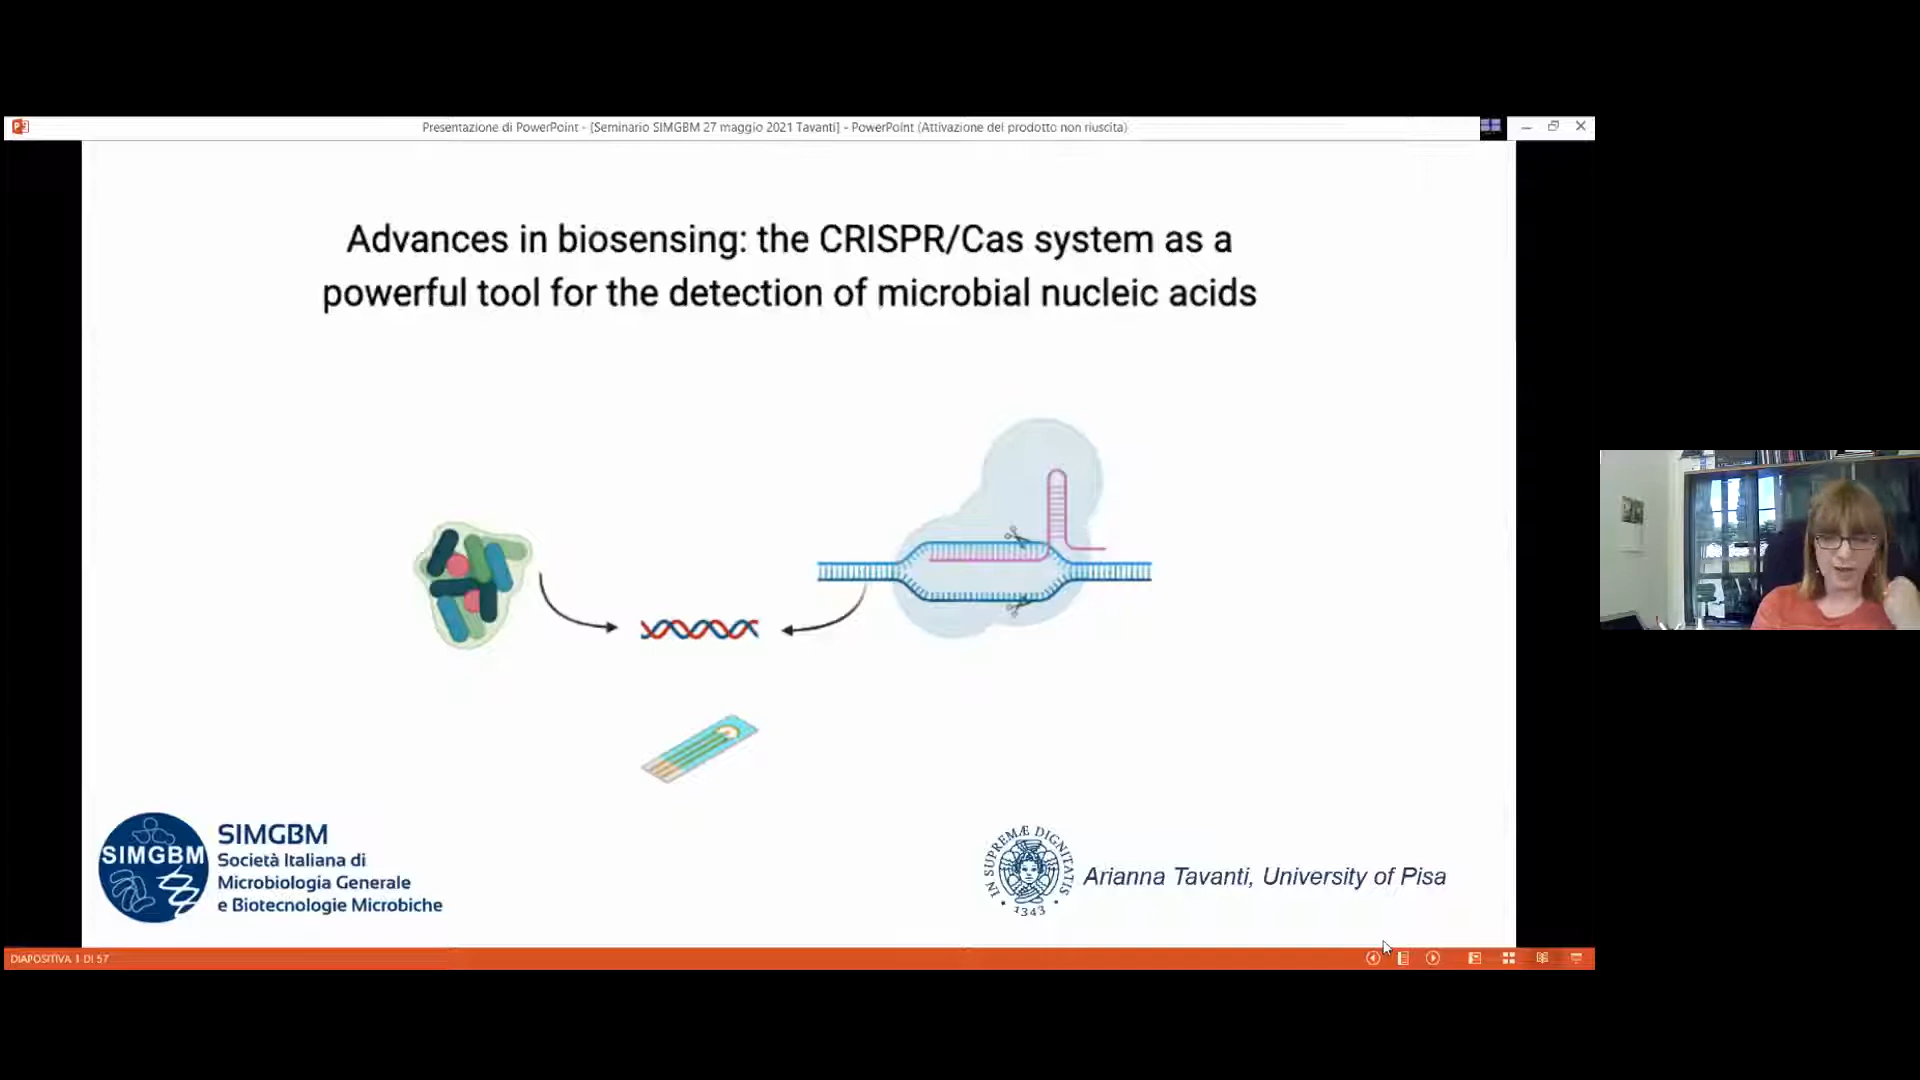 Presentazione di PowerPoint - [Seminario SIMGBM 27 maggio 2021 Tavanti] - PowerPoint (Attivazione del prodotto non riuscita)
Advances in biosensing: the CRISPR/Cas system as a
powerful tool for the detection of microbial nucleic acids
SIMGBM
SIMGBM
Società Italiana di
Microbiologia Generale
e Biotecnologie Microbiche
IN SUPREMÆ DIGNITATIS
1343
Arianna Tavanti, University of Pisa
DIAPOSITIVA 1 DI 57